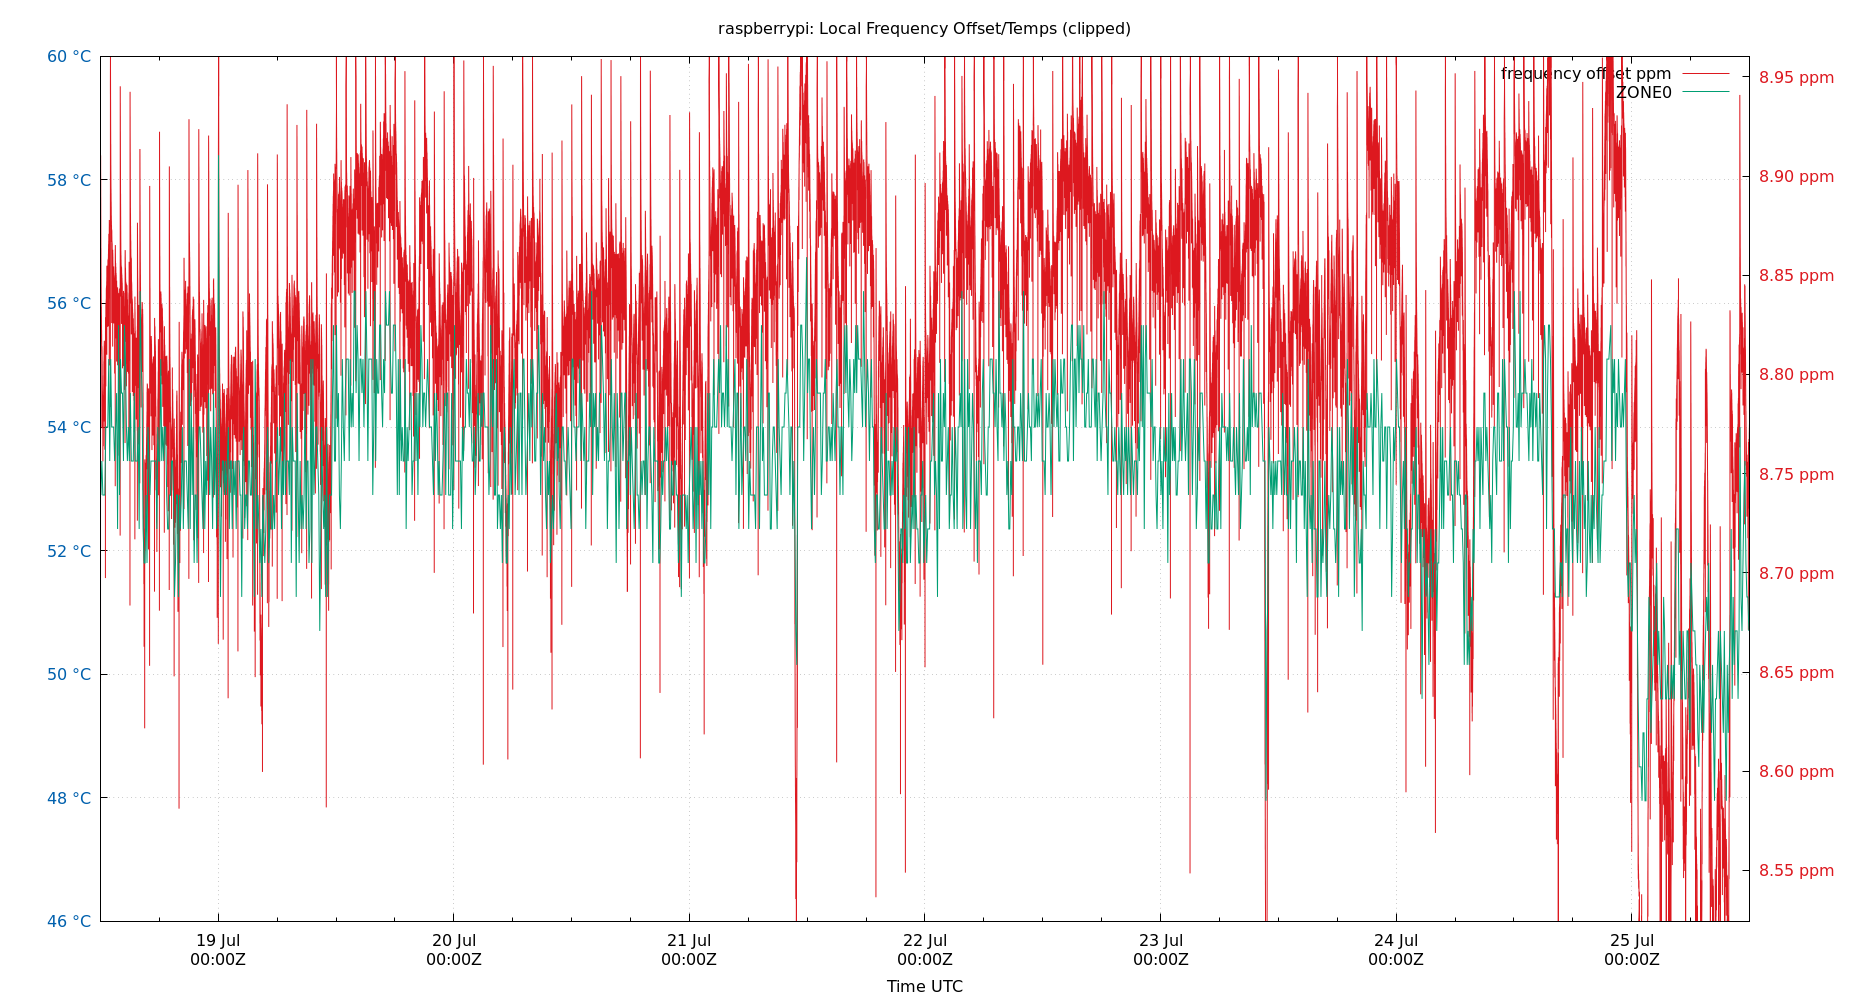 raspberrypi: Local Frequency Offset/Temps (clipped)
60 °C
58 °C
56 °C
54 °C
52 °C
50 °C
48 °C
46 °C
frequency offset ppm
ZONE0
8.95 ppm
8.90 ppm
8.85 ppm
8.80 ppm
8.75 ppm
8.70 ppm
8.65 ppm
8.60 ppm
8.55 ppm
19 Jul
00:00Z
20 Jul
00:00Z
21 Jul
00:00Z
22 Jul
00:00Z
23 Jul
00:00Z
24 Jul
00:00Z
25 Jul
00:00Z
Time UTC